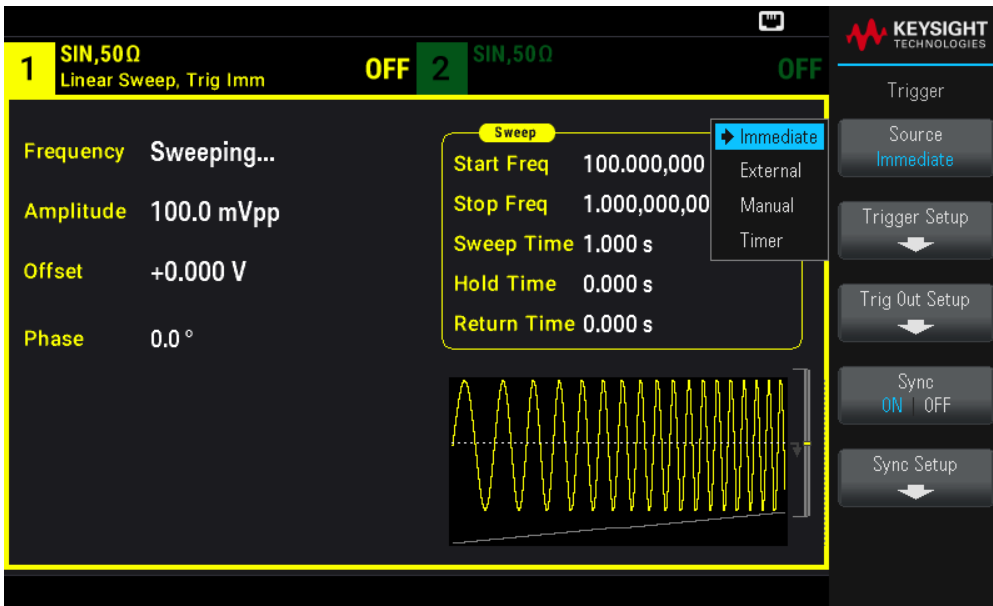 KEYSIGHT
TECHNOLOGIES
1 SIN,50Ω
Linear Sweep, Trig Imm
OFF
2 SIN,50Ω
OFF
Trigger
Frequency Sweeping...
Amplitude 100.0 mVpp
Offset +0.000 V
Phase 0.0 °
Sweep
Start Freq 100.000,000
Stop Freq 1.000,000,00
Sweep Time 1.000 s
Hold Time 0.000 s
Return Time 0.000 s
Immediate
External
Manual
Timer
Source
Immediate
Trigger Setup
Trig Out Setup
Sync
ON | OFF
Sync Setup